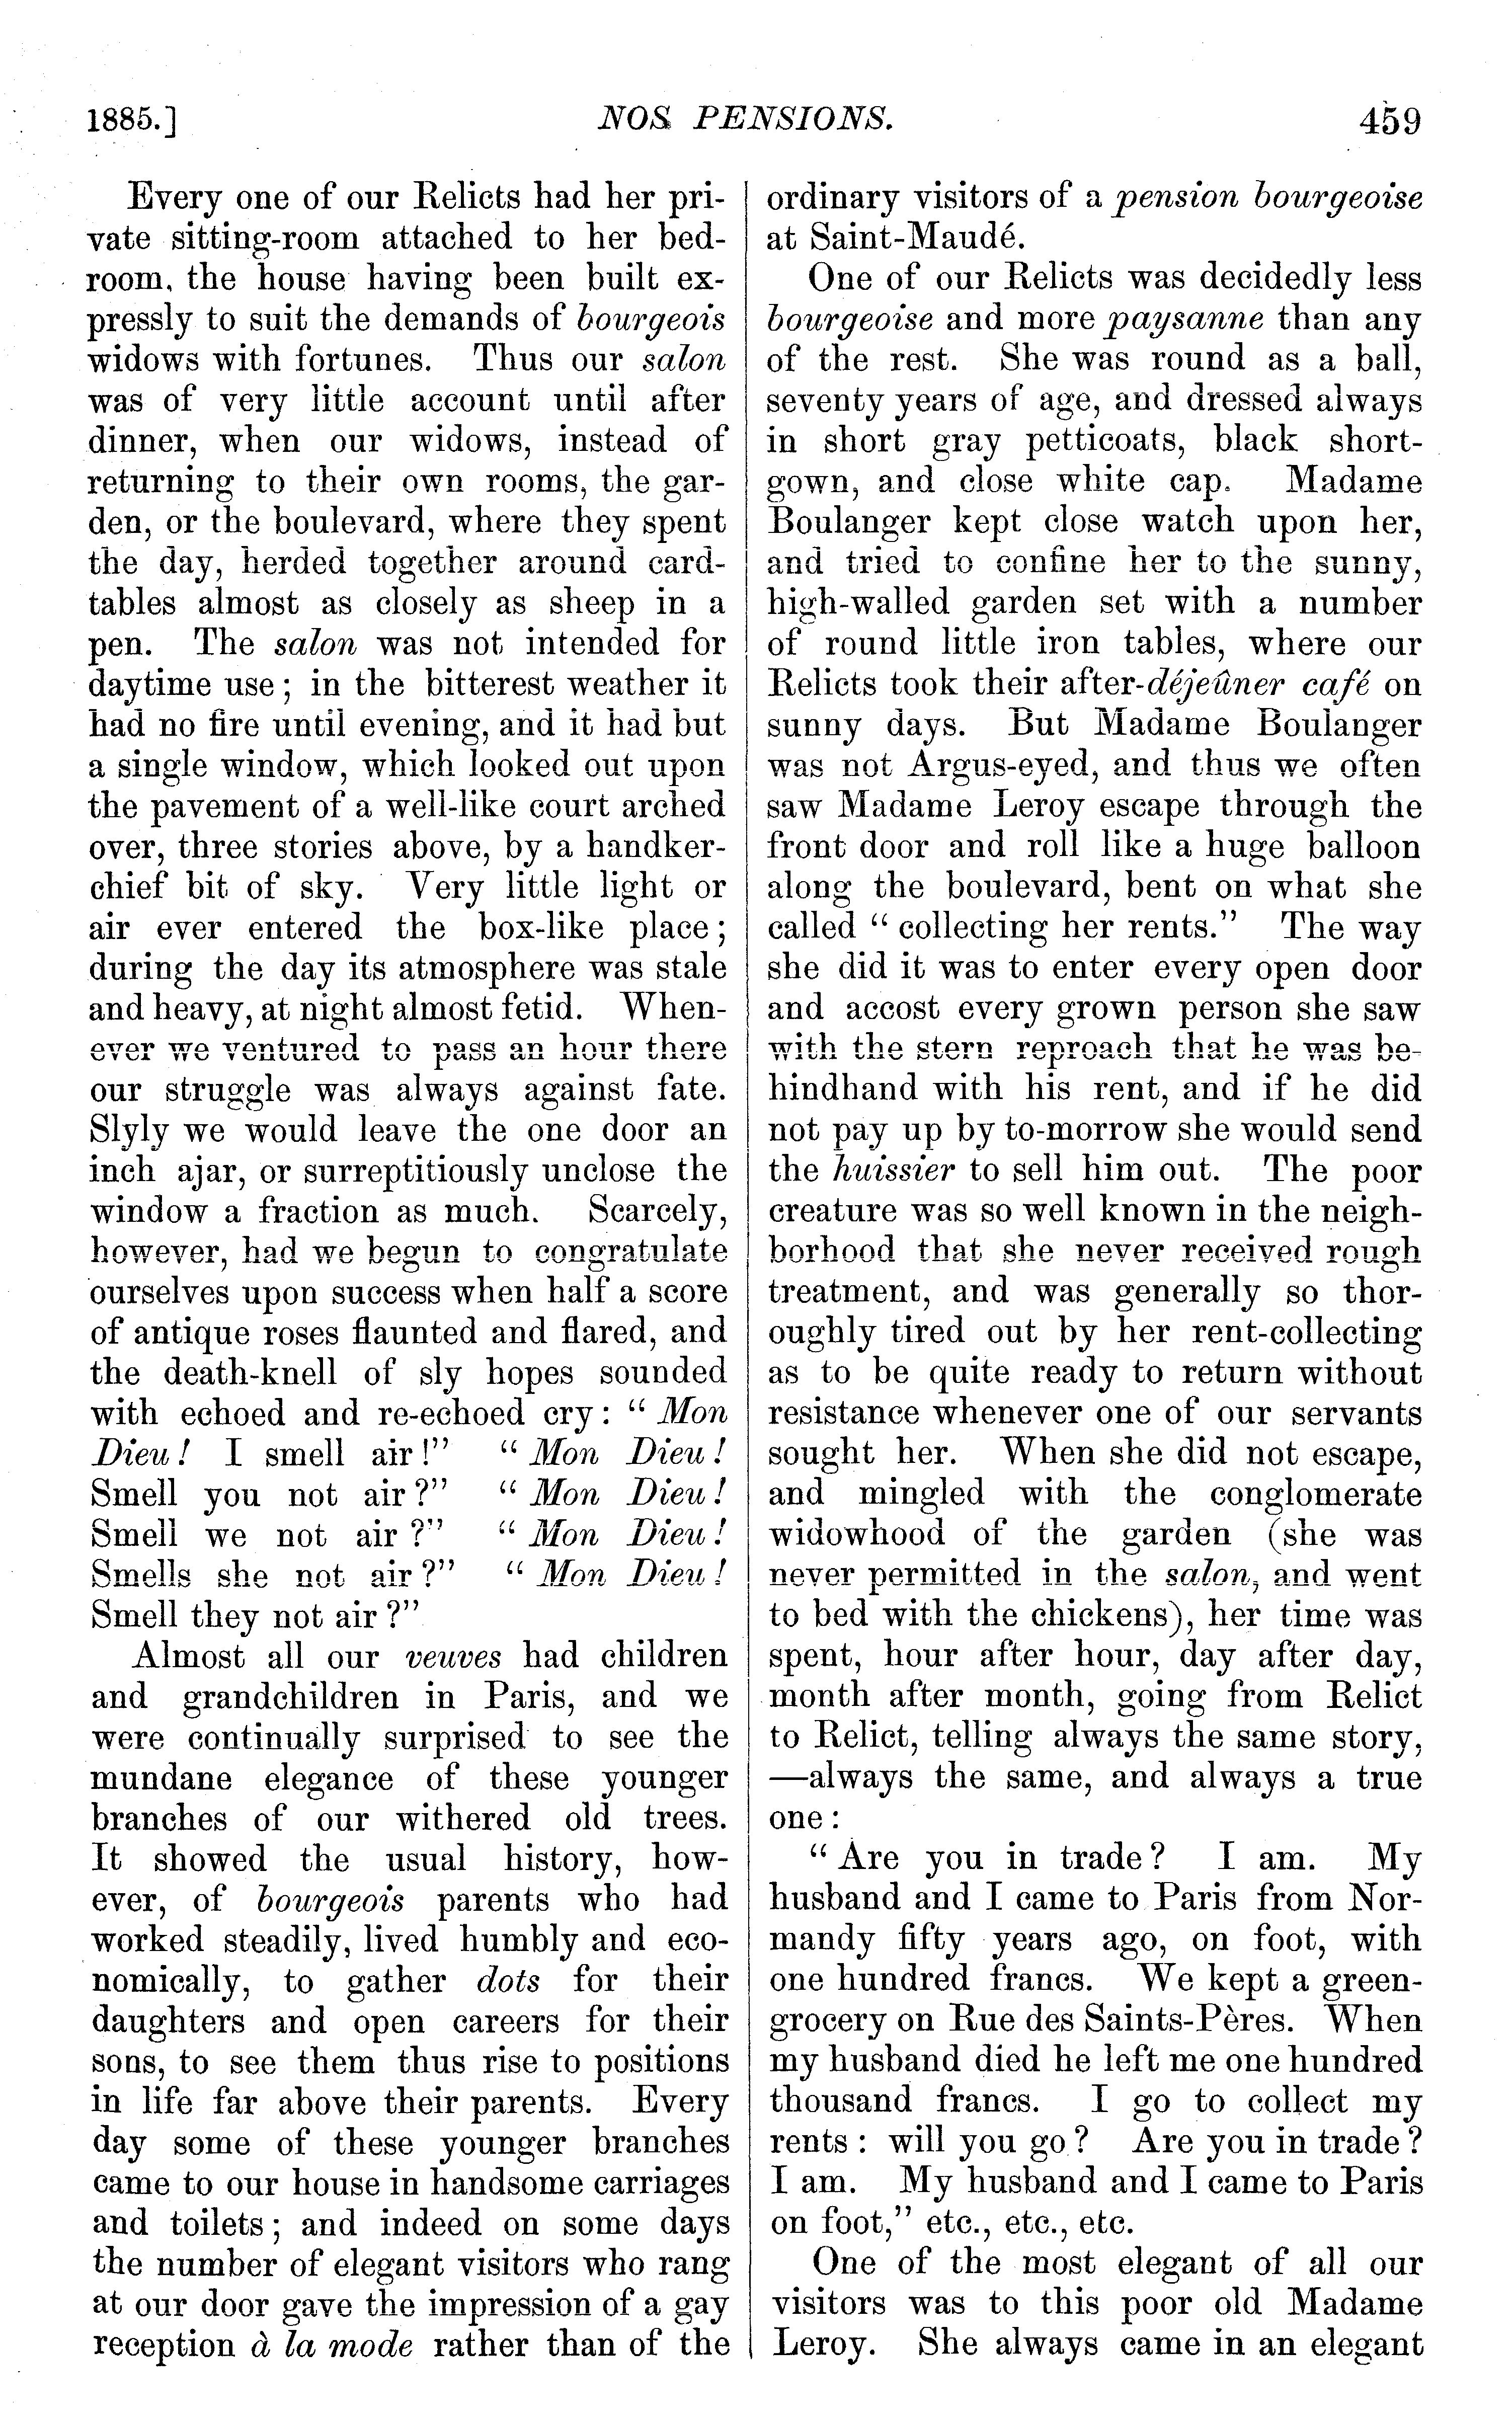 1885.]
NOS PENSIONS.
459
Every one of our Relicts had her pri-
vate sitting-room attached to her bed-
room, the house having been built ex-
pressly to suit the demands of bourgeois
widows with fortunes. Thus our salon
was of very little account until after
dinner, when our widows, instead of
returning to their own rooms, the gar-
den, or the boulevard, where they spent
the day, herded together around card-
tables almost as closely as sheep in a
pen. The salon was not intended for
daytime use; in the bitterest weather it
had no fire until evening, and it had but
a single window, which looked out upon
the pavement of a well-like court arched
over, three stories above, by a handker-
chief bit of sky. Very little light or
air ever entered the box-like place;
during the day its atmosphere was stale
and heavy, at night almost fetid. When-
ever we ventured to pass an hour there
our struggle was always against fate.
Slyly we would leave the one door an
inch ajar, or surreptitiously unclose the
window a fraction as much. Scarcely,
however, had we begun to congratulate
ourselves upon success when half a score
of antique roses flaunted and flared, and
the death-knell of sly hopes sounded
with echoed and re-echoed cry: "Mon
Dieu! I smell air!" "Mon Dieu!
Smell you not air?" "Mon Dieu!
Smell we not air?" "Mon Dieu!
Smells she not air?" "Mon Dieu!
Smell they not air?"
Almost all our veuves had children
and grandchildren in Paris, and we
were continually surprised to see the
mundane elegance of these younger
branches of our withered old trees.
It showed the usual history, how-
ever, of bourgeois parents who had
worked steadily, lived humbly and eco-
nomically, to gather dots for their
daughters and open careers for their
sons, to see them thus rise to positions
in life far above their parents. Every
day some of these younger branches
came to our house in handsome carriages
and toilets; and indeed on some days
the number of elegant visitors who rang
at our door gave the impression of a gay
reception à la mode rather than of the
ordinary visitors of a pension bourgeoise
at Saint-Maudé.
One of our Relicts was decidedly less
bourgeoise and more paysanne than any
of the rest. She was round as a ball,
seventy years of age, and dressed always
in short gray petticoats, black short-
gown, and close white cap. Madame
Boulanger kept close watch upon her,
and tried to confine her to the sunny,
high-walled garden set with a number
of round little iron tables, where our
Relicts took their after-déjeûner café on
sunny days. But Madame Boulanger
was not Argus-eyed, and thus we often
saw Madame Leroy escape through the
front door and roll like a huge balloon
along the boulevard, bent on what she
called "collecting her rents." The way
she did it was to enter every open door
and accost every grown person she saw
with the stern reproach that he was be-
hindhand with his rent, and if he did
not pay up by to-morrow she would send
the huissier to sell him out. The poor
creature was so well known in the neigh-
borhood that she never received rough
treatment, and was generally so thor-
oughly tired out by her rent-collecting
as to be quite ready to return without
resistance whenever one of our servants
sought her. When she did not escape,
and mingled with the conglomerate
widowhood of the garden (she was
never permitted in the salon, and went
to bed with the chickens), her time was
spent, hour after hour, day after day,
month after month, going from Relict
to Relict, telling always the same story,
—always the same, and always a true
one:
"Are you in trade? I am. My
husband and I came to Paris from Nor-
mandy fifty years ago, on foot, with
one hundred francs. We kept a green-
grocery on Rue des Saints-Pères. When
my husband died he left me one hundred
thousand francs. I go to collect my
rents: will you go? Are you in trade?
I am. My husband and I came to Paris
on foot," etc., etc., etc.
One of the most elegant of all our
visitors was to this poor old Madame
Leroy. She always came in an elegant